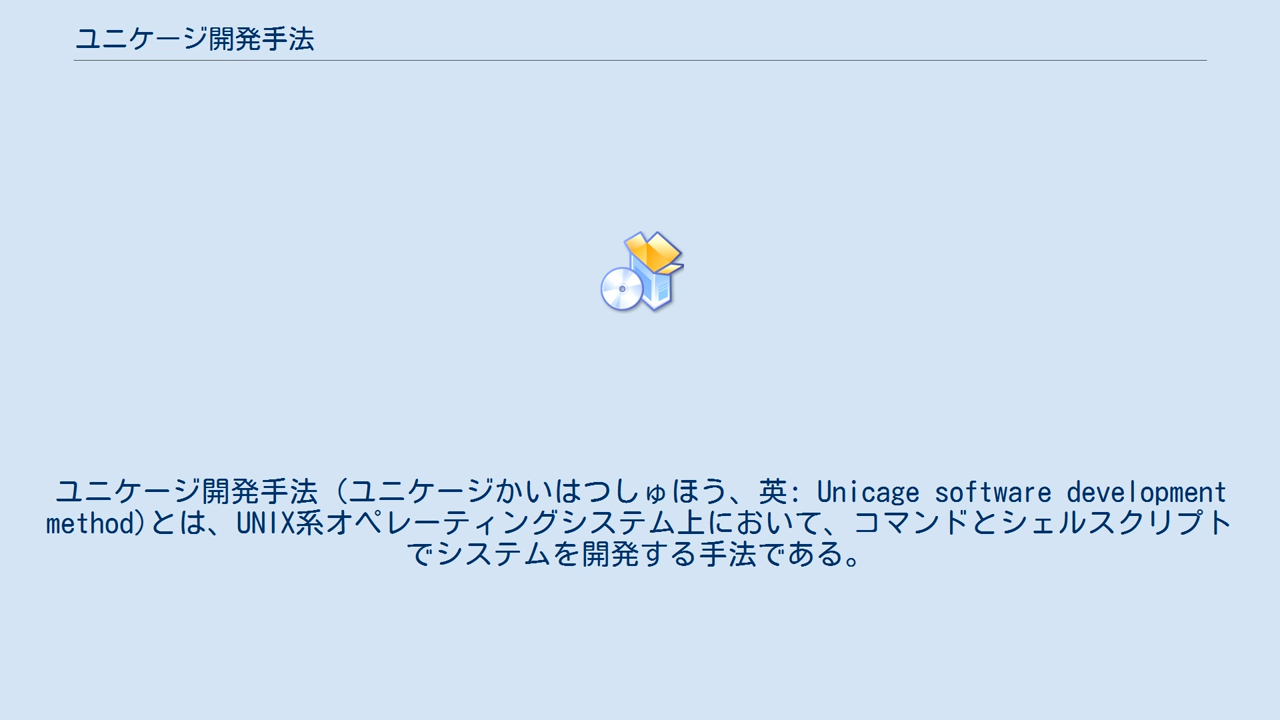 ユニケージ開発手法
ユニケージ開発手法（ユニケージかいはつしゅほう、英: Unicage software development
method)とは、UNIX系オペレーティングシステム上において、コマンドとシェルスクリプト
でシステムを開発する手法である。